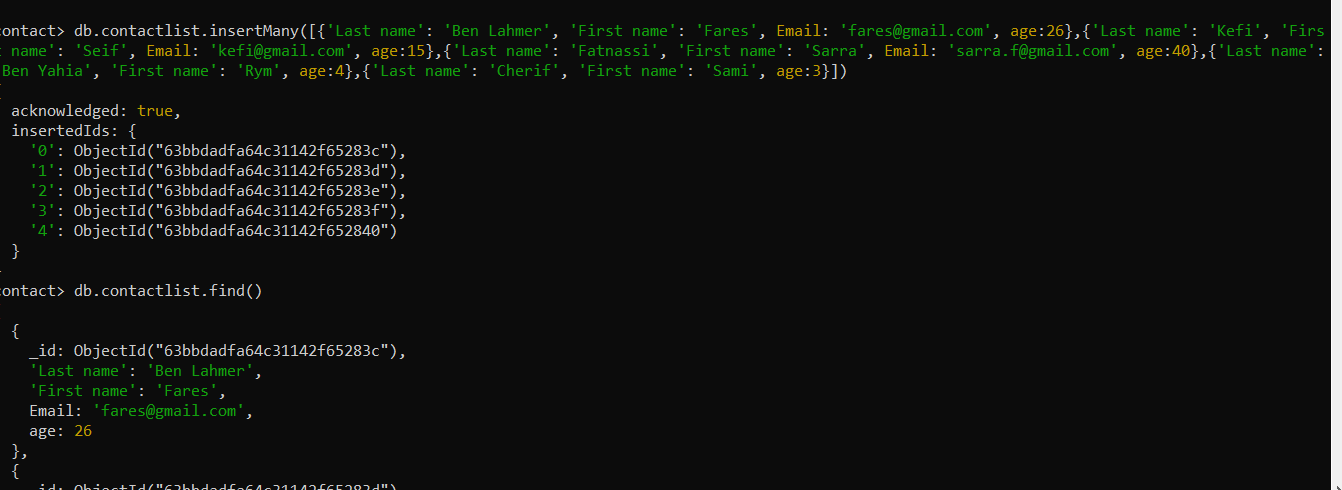 contact> db.contactlist.insertMany([{'Last name': 'Ben Lahmer', 'First name': 'Fares', Email: 'fares@gmail.com', age:26},{'Last name': 'Kefi', 'Firs
t name': 'Seif', Email: 'kefi@gmail.com', age:15},{'Last name': 'Fatnassi', 'First name': 'Sarra', Email: 'sarra.f@gmail.com', age:40},{'Last name':
Ben Yahia', 'First name': 'Rym', age:4},{'Last name': 'Cherif', 'First name': 'Sami', age:3}])
acknowledged: true,
insertedIds: {
'0': ObjectId("63bbdadfa64c31142f65283c"),
'1': ObjectId("63bbdadfa64c31142f65283d"),
'2': ObjectId("63bbdadfa64c31142f65283e"),
'3': ObjectId("63bbdadfa64c31142f65283f"),
'4': ObjectId("63bbdadfa64c31142f652840")
}
contact> db.contactlist.find()
{
_id: ObjectId("63bbdadfa64c31142f65283c"),
'Last name': 'Ben Lahmer',
'First name': 'Fares',
Email: 'fares@gmail.com',
age: 26
},
{
_id: ObjectId("63bbdadfa64c31142f65283d"),